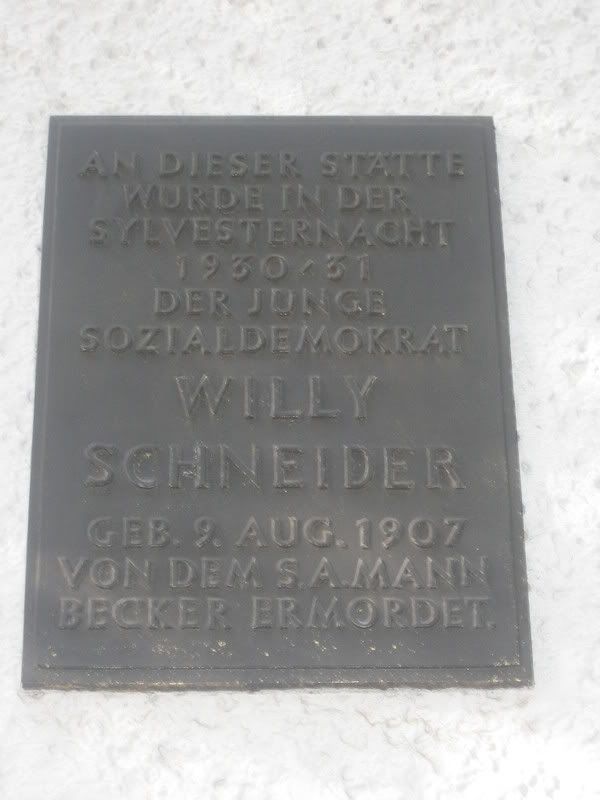 AN DIESER STÄTTE
WURDE IN DER
SYLVESTERNACHT
1930/31
DER JUNGE
SOZIALDEMOKRAT
WILLY
SCHNEIDER
GEB. 9. AUG. 1907
VON DEM S.A.MANN
BECKER ERMORDET.